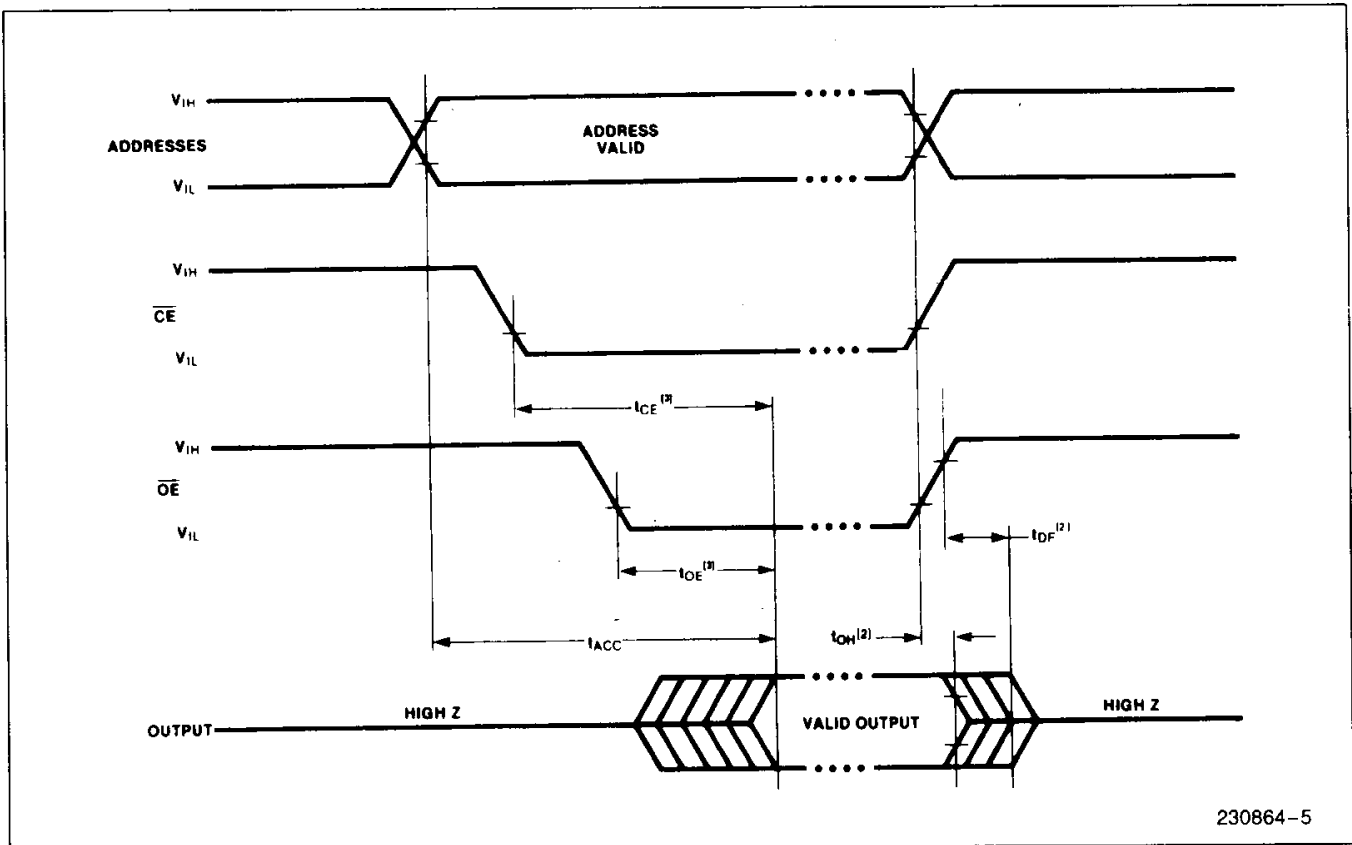 VIH
ADDRESSES
VIL
ADDRESS
VALID
VIH
CE
VIL
tCE(3)
VIH
OE
VIL
tDF(2)
tOE(3)
tACC
tOH(2)
OUTPUT
HIGH Z
VALID OUTPUT
HIGH Z
230864-5